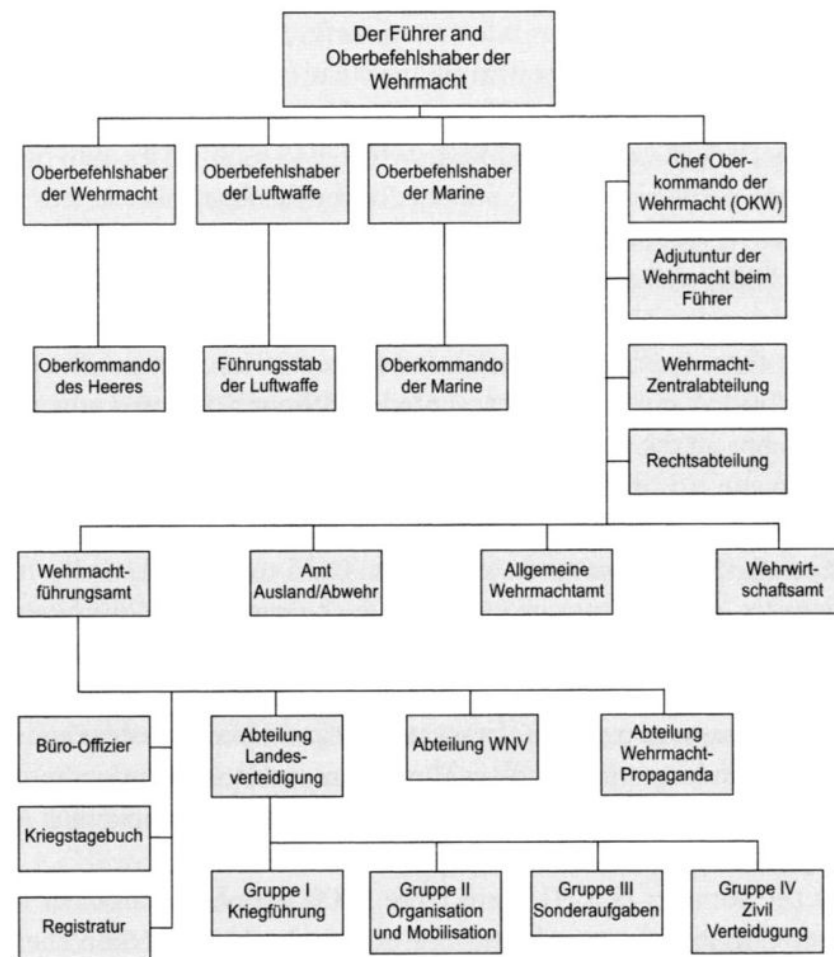 Der Führer and
Oberbefehlshaber der
Wehrmacht
Oberbefehlshaber
der Wehrmacht
Oberbefehlshaber
der Luftwaffe
Oberbefehlshaber
der Marine
Chef Ober-
kommando der
Wehrmacht (OKW)
Adjutuntur der
Wehrmacht beim
Führer
Oberkommando
des Heeres
Führungsstab
der Luftwaffe
Oberkommando
der Marine
Wehrmacht-
Zentralabteilung
Rechtsabteilung
Wehrmacht-
führungsamt
Amt
Ausland/Abwehr
Allgemeine
Wehrmachtamt
Wehrwirt-
schaftsamt
Büro-Offizier
Abteilung
Landes-
verteidigung
Abteilung WNV
Abteilung
Wehrmacht-
Propaganda
Kriegstagebuch
Registratur
Gruppe I
Kriegführung
Gruppe II
Organisation
und Mobilisation
Gruppe III
Sonderaufgaben
Gruppe IV
Zivil
Verteidugung